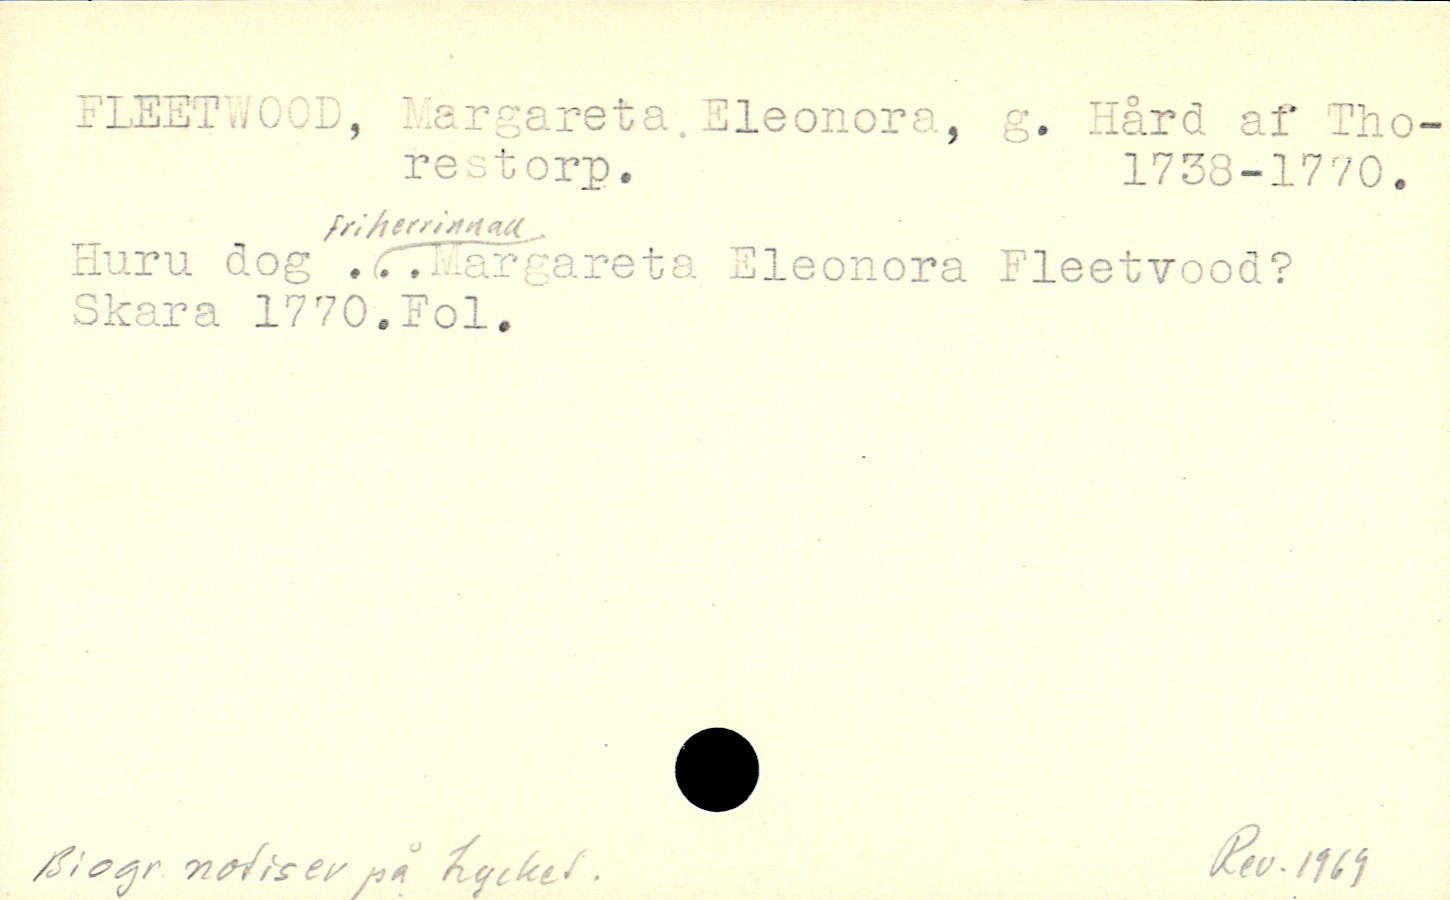 FLEETWOOD, Margareta Eleonora, g. Hård af Tho-
restorp. 1738-1770.
friherrinnan
Huru dog ...Margareta Eleonora Fleetvood?
Skara 1770.Fol.
Biogr. notiser på trycket.
Rev. 1969